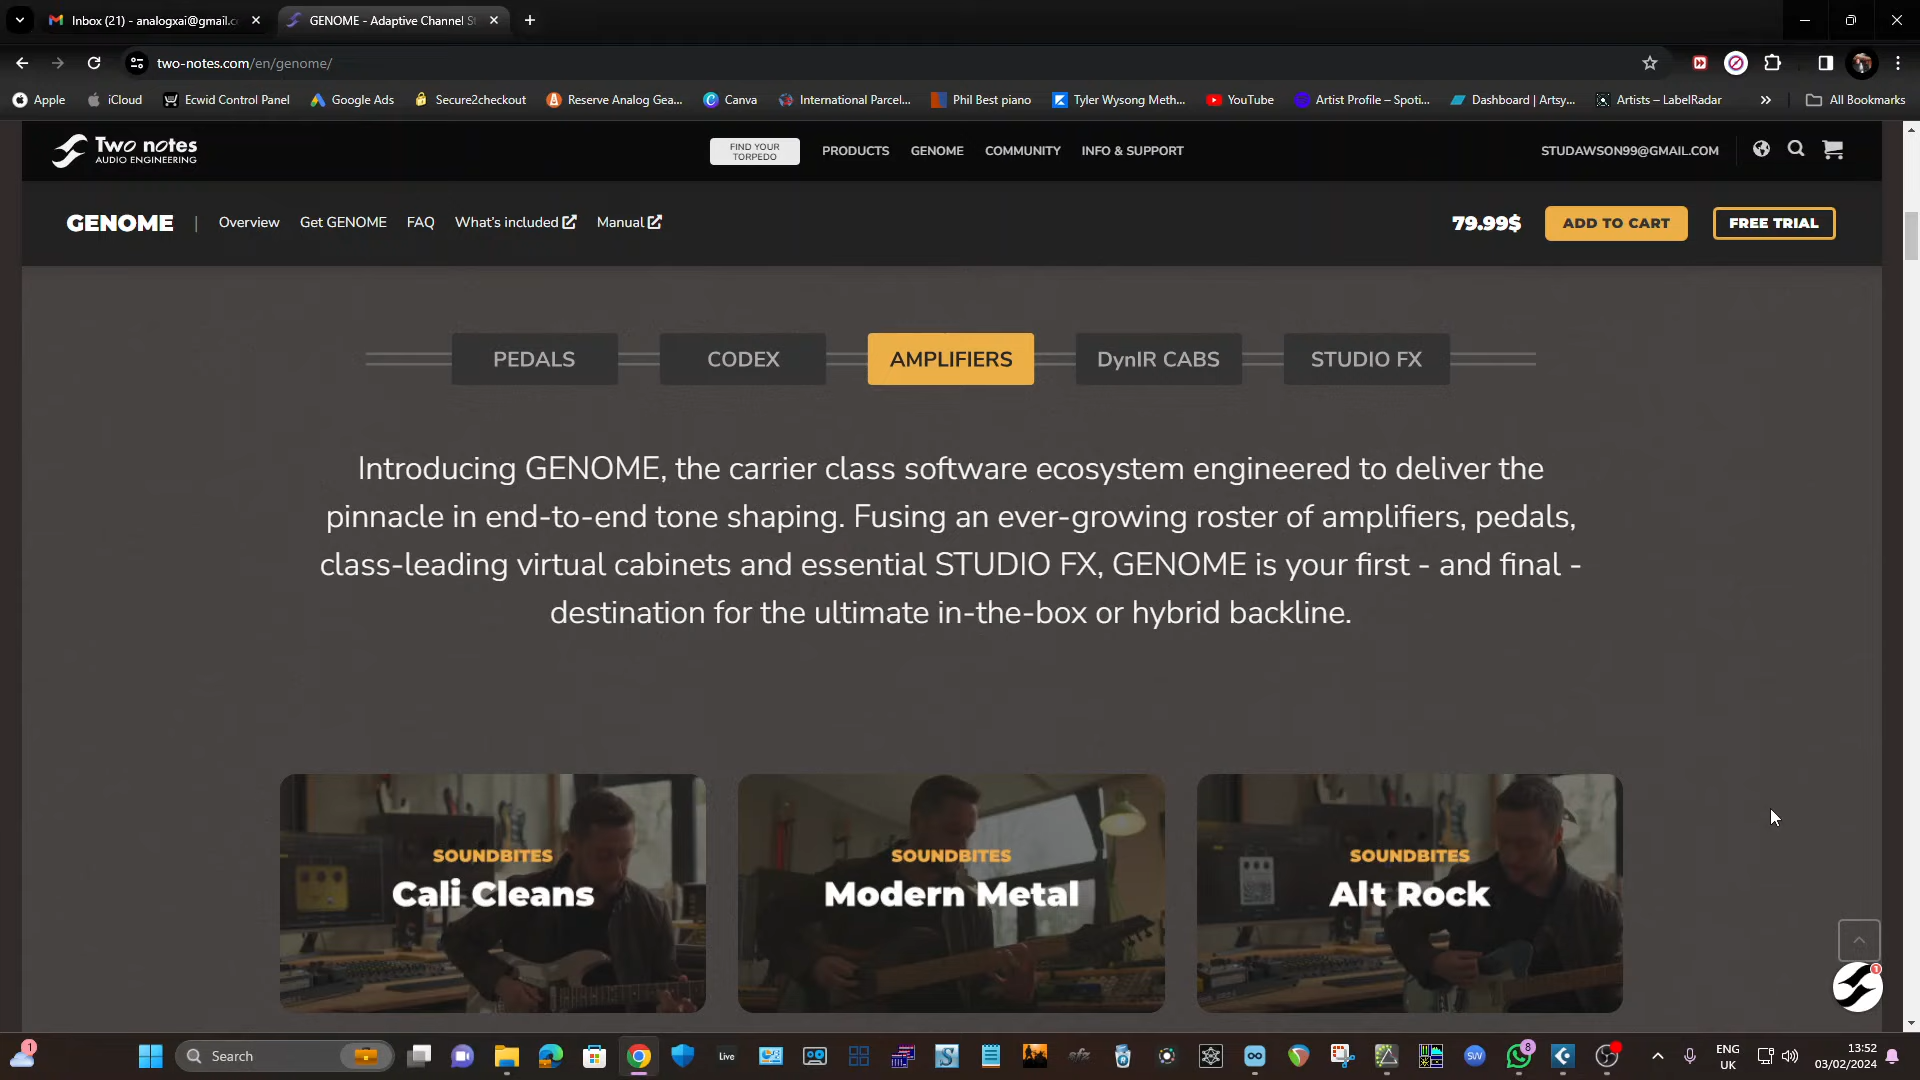 Inbox (21) - analogxai@gmail.c
GENOME - Adaptive Channel S
two-notes.com/en/genome/
Apple
iCloud
Ecwid Control Panel
Google Ads
Secure2checkout
Reserve Analog Gea...
Canva
International Parcel...
Phil Best piano
Tyler Wysong Meth...
YouTube
Artist Profile – Spoti...
Dashboard | Artsy...
Artists – LabelRadar
All Bookmarks
Two notes
AUDIO ENGINEERING
FIND YOUR
TORPEDO
PRODUCTS
GENOME
COMMUNITY
INFO & SUPPORT
STUDAWSON99@GMAIL.COM
GENOME | Overview Get GENOME FAQ What's included Manual
79.99$
ADD TO CART
FREE TRIAL
PEDALS
CODEX
AMPLIFIERS
DynIR CABS
STUDIO FX
Introducing GENOME, the carrier class software ecosystem engineered to deliver the
pinnacle in end-to-end tone shaping. Fusing an ever-growing roster of amplifiers, pedals,
class-leading virtual cabinets and essential STUDIO FX, GENOME is your first - and final -
destination for the ultimate in-the-box or hybrid backline.
SOUNDBITES
Cali Cleans
SOUNDBITES
Modern Metal
SOUNDBITES
Alt Rock
1
1
Search
Live
sfz
SW
8
ENG
UK
13:52
03/02/2024